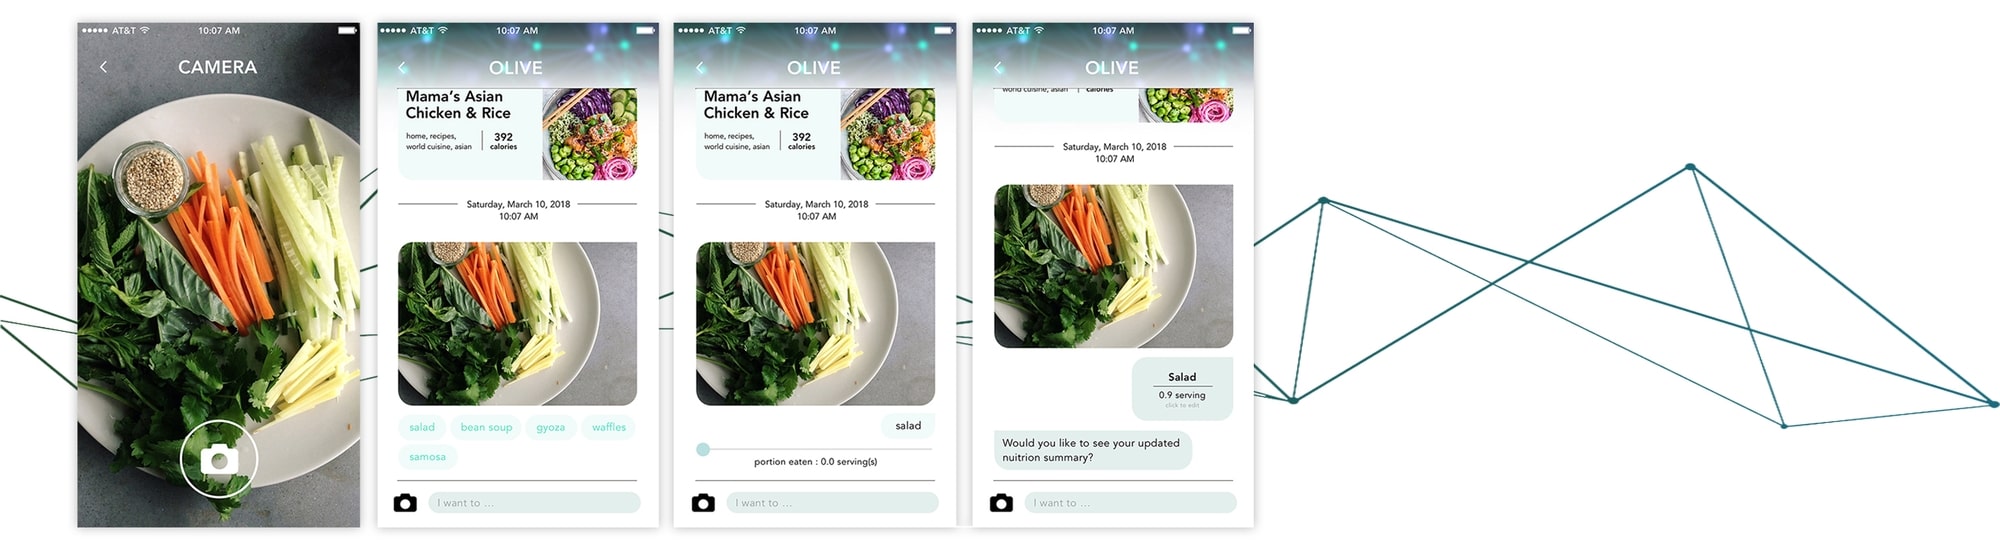 AT&T
10:07 AM
CAMERA
AT&T
10:07 AM
OLIVE
Mama's Asian
Chicken & Rice
home, recipes,
world cuisine, asian
392
calories
Saturday, March 10, 2018
10:07 AM
salad
bean soup
gyoza
waffles
samosa
I want to ...
AT&T
10:07 AM
OLIVE
Mama's Asian
Chicken & Rice
home, recipes,
world cuisine, asian
392
calories
Saturday, March 10, 2018
10:07 AM
salad
portion eaten : 0.0 serving(s)
I want to ...
AT&T
10:07 AM
OLIVE
world cuisine, asian
calories
Saturday, March 10, 2018
10:07 AM
Salad
0.9 serving
click to edit
Would you like to see your updated
nuitrion summary?
I want to ...